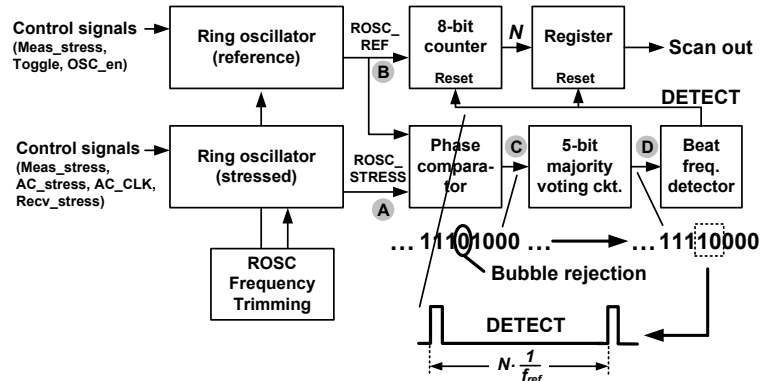 Control signals
(Meas_stress,
Toggle, OSC_en)
Ring oscillator
(reference)
ROSC_
REF
B
8-bit
counter
Reset
N
Register
Reset
Scan out
DETECT
Control signals
(Meas_stress,
AC_stress, AC_CLK,
Recv_stress)
Ring oscillator
(stressed)
ROSC_
STRESS
A
Phase
compara-
tor
C
5-bit
majority
voting ckt.
D
Beat
freq.
detector
ROSC
Frequency
Trimming
... 11101000 ...
... 11110000
Bubble rejection
DETECT
N· 1/f_ref